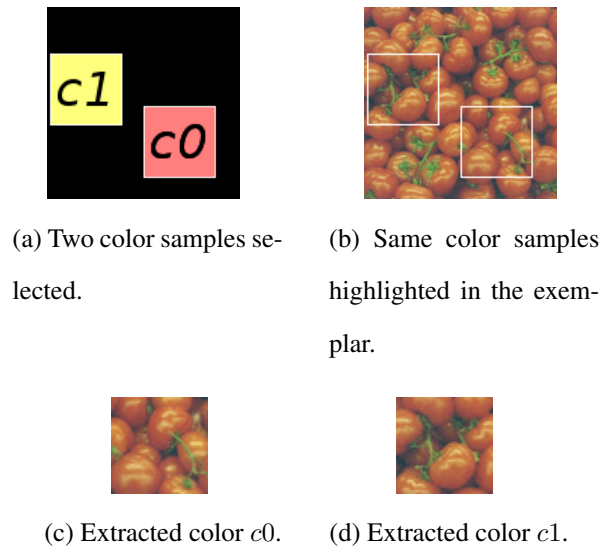 c1
c0
(a) Two color samples se-
lected.
(b) Same color samples
highlighted in the exem-
plar.
(c) Extracted color c0.
(d) Extracted color c1.